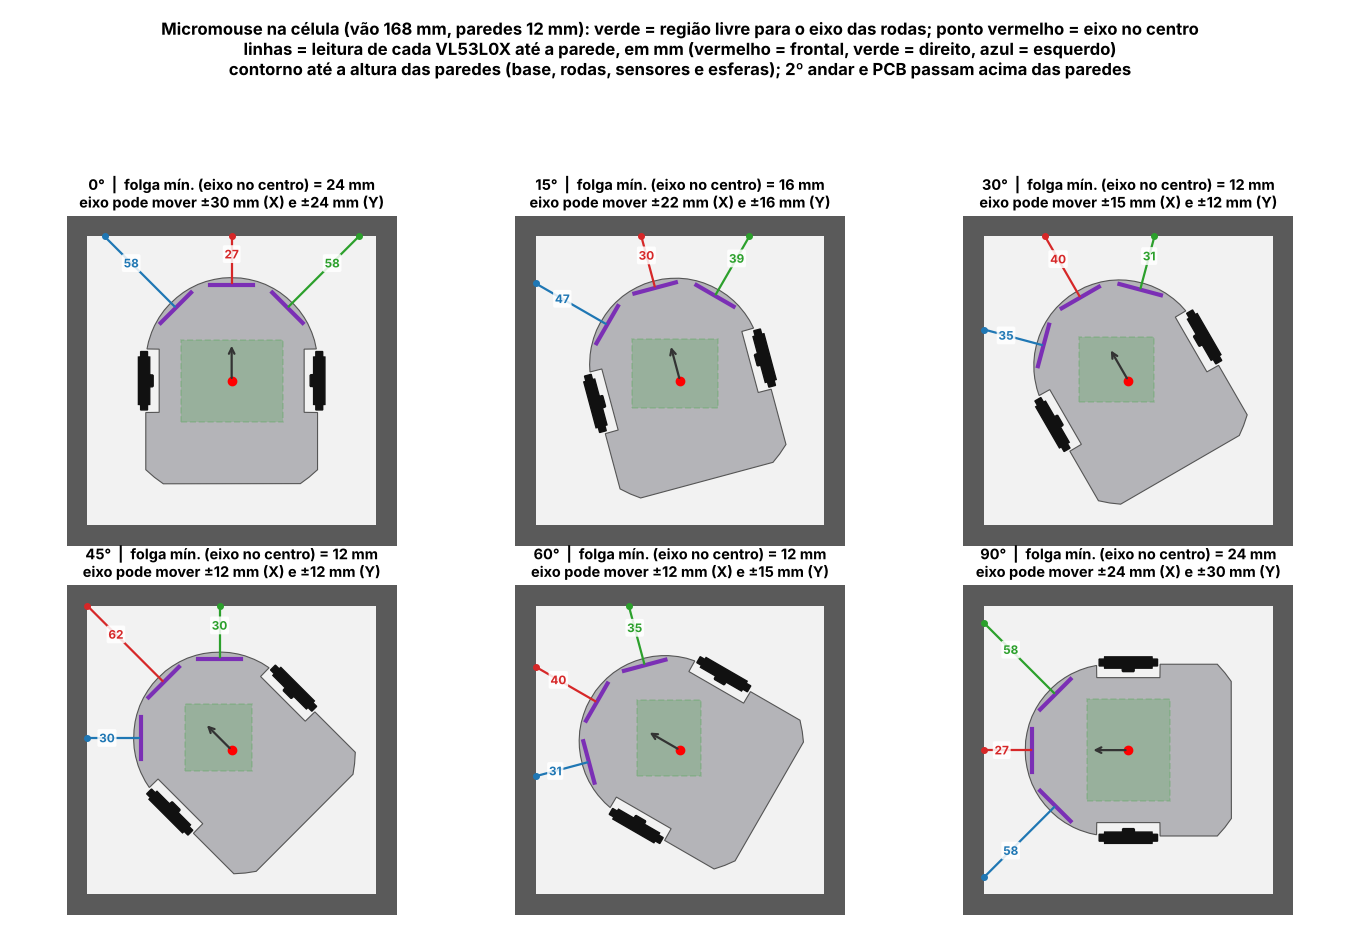 Micromouse na célula (vão 168 mm, paredes 12 mm): verde = região livre para o eixo das rodas; ponto vermelho = eixo no centro
linhas = leitura de cada VL53L0X até a parede, em mm (vermelho = frontal, verde = direito, azul = esquerdo)
contorno até a altura das paredes (base, rodas, sensores e esferas); 2º andar e PCB passam acima das paredes
0° | folga mín. (eixo no centro) = 24 mm
eixo pode mover ±30 mm (X) e ±24 mm (Y)
58
27
58
15° | folga mín. (eixo no centro) = 16 mm
eixo pode mover ±22 mm (X) e ±16 mm (Y)
47
30
39
30° | folga mín. (eixo no centro) = 12 mm
eixo pode mover ±15 mm (X) e ±12 mm (Y)
35
40
31
45° | folga mín. (eixo no centro) = 12 mm
eixo pode mover ±12 mm (X) e ±12 mm (Y)
62
30
30
60° | folga mín. (eixo no centro) = 12 mm
eixo pode mover ±12 mm (X) e ±15 mm (Y)
35
40
31
90° | folga mín. (eixo no centro) = 24 mm
eixo pode mover ±24 mm (X) e ±30 mm (Y)
58
27
58